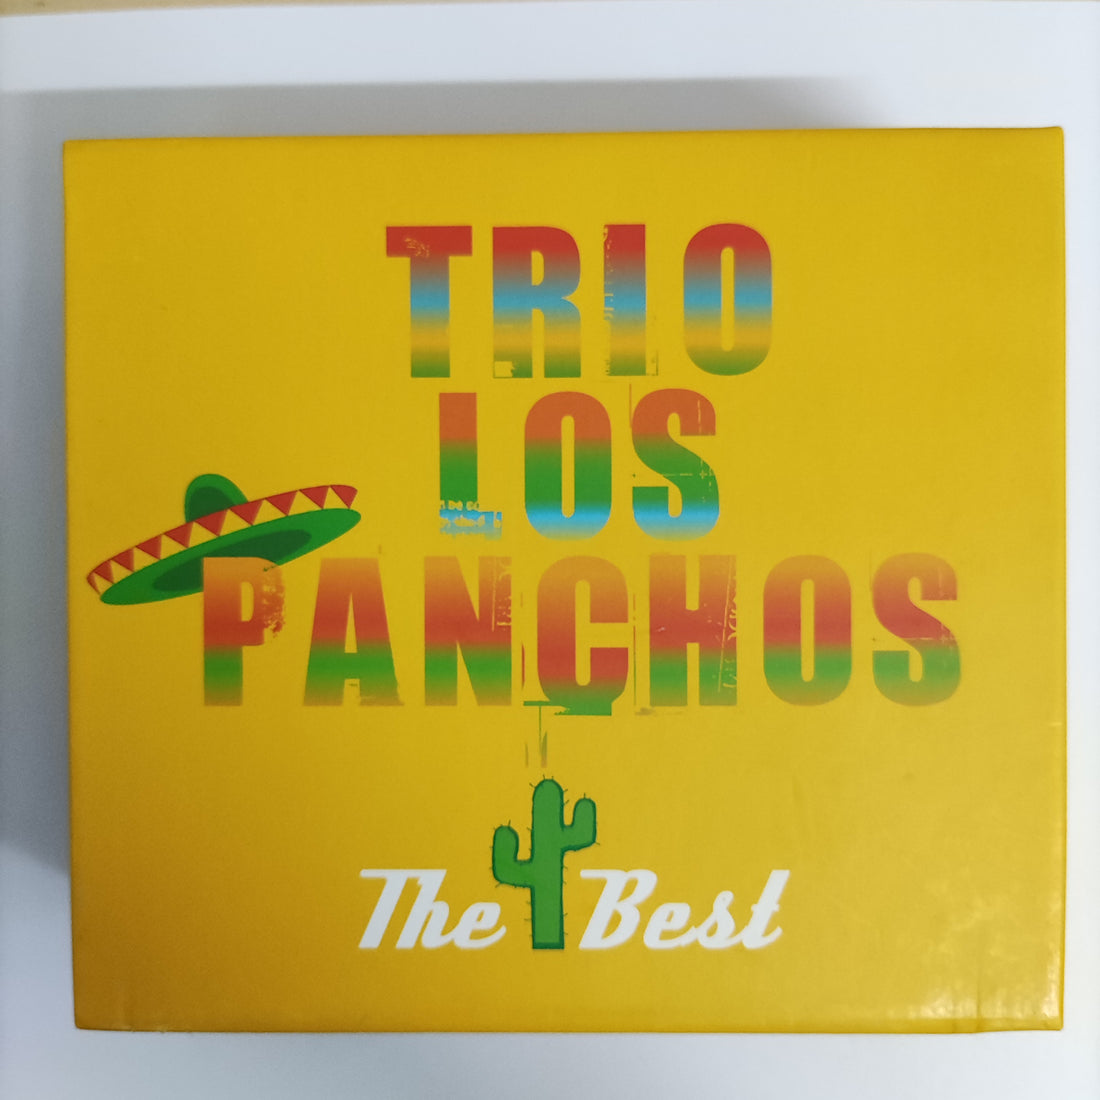 TRIO
LOS
PANCHOS
The Best